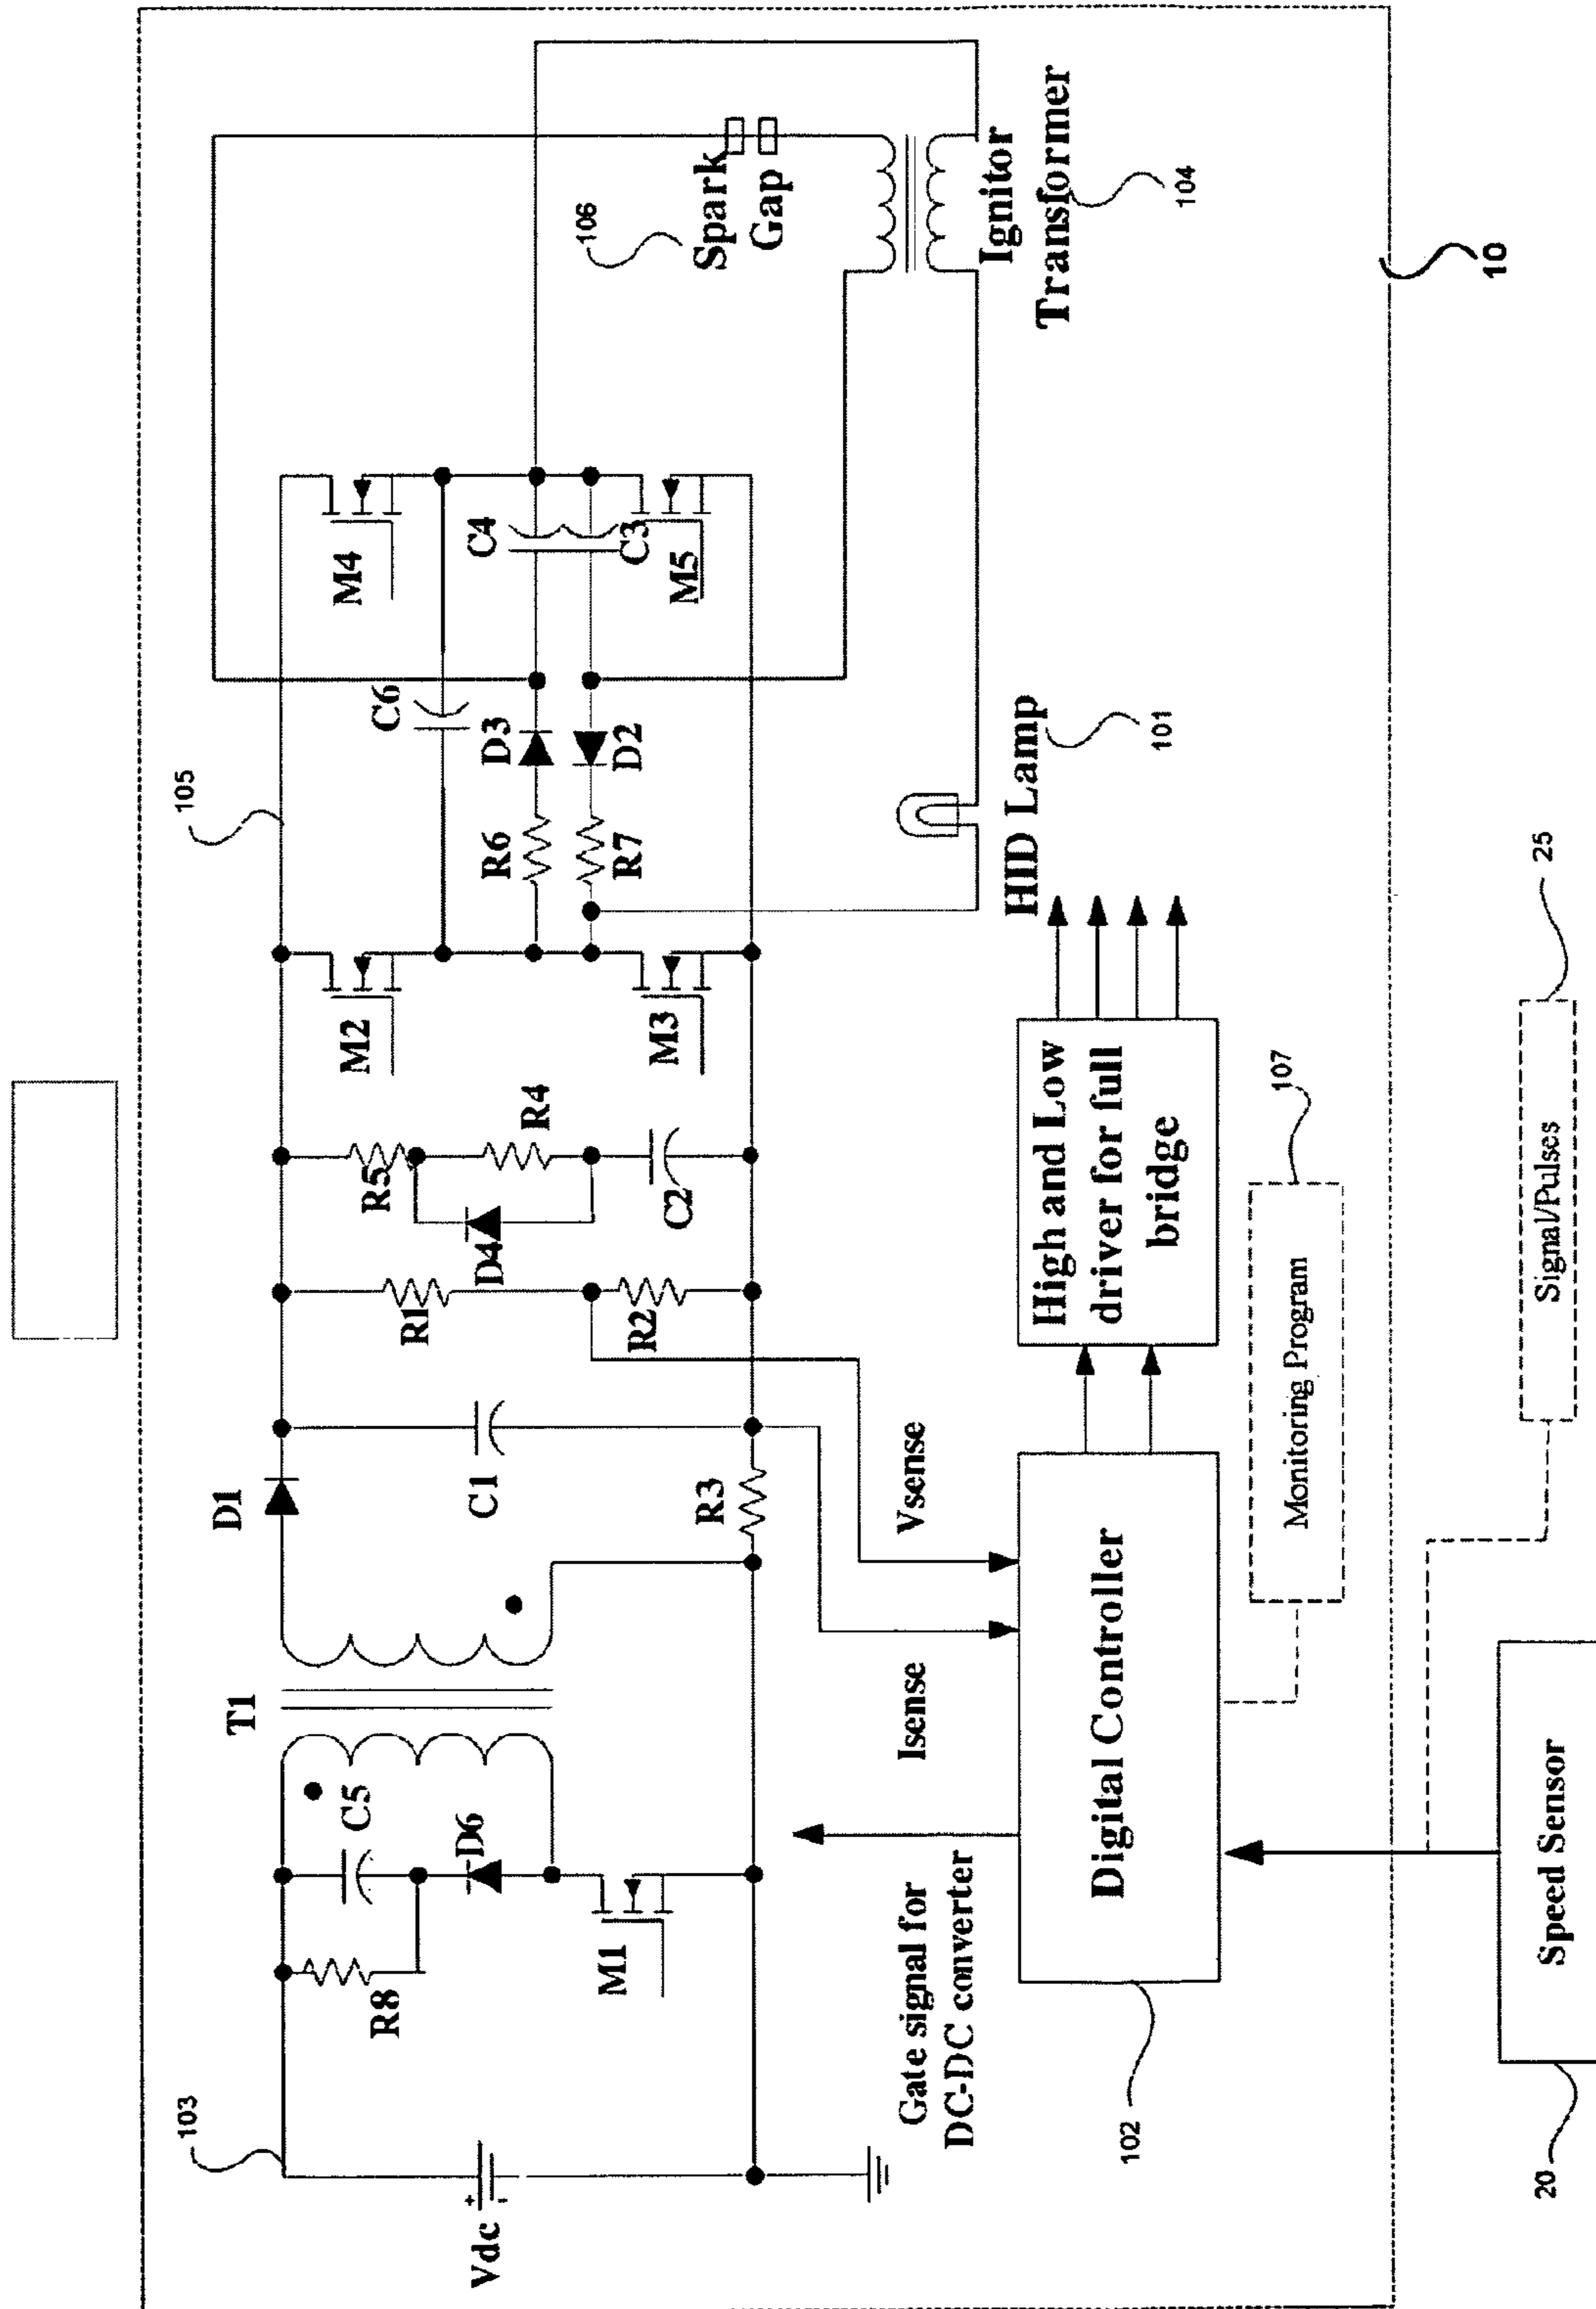 103
Vdc
+
-
R8
C5
D6
M1
T1
D1
C1
R3
R1
R2
R5
D4
R4
C2
105
M2
M3
C6
R6
D3
R7
D2
M4
C4
C3
M5
106
Spark
Gap
Ignitor
Transformer
104
HID Lamp
101
Gate signal for
DC-DC converter
Isense
Vsense
Digital Controller
102
High and Low
driver for full
bridge
Monitoring Program
107
10
Speed Sensor
20
Signal/Pulses
25